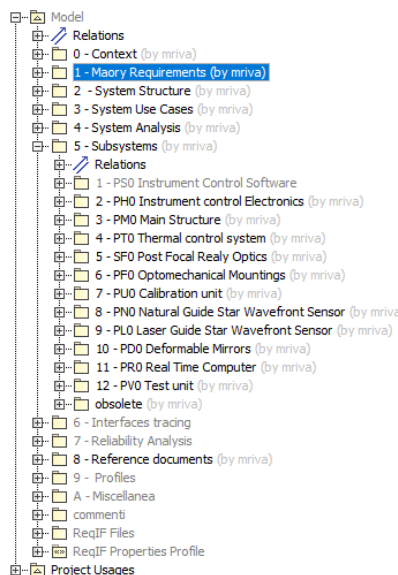 Model
Relations
0 - Context (by mriva)
1 - Maory Requirements (by mriva)
2 - System Structure (by mriva)
3 - System Use Cases (by mriva)
4 - System Analysis (by mriva)
5 - Subsystems (by mriva)
Relations
1 - PS0 Instrument Control Software
2 - PH0 Instrument control Electronics (by mriva)
3 - PM0 Main Structure (by mriva)
4 - PT0 Thermal control system (by mriva)
5 - SF0 Post Focal Realy Optics (by mriva)
6 - PF0 Optomechanical Mountings (by mriva)
7 - PU0 Calibration unit (by mriva)
8 - PN0 Natural Guide Star Wavefront Sensor (by mriva
9 - PL0 Laser Guide Star Wavefront Sensor (by mriva)
10 - PD0 Deformable Mirrors (by mriva)
11 - PR0 Real Time Computer (by mriva)
12 - PV0 Test unit (by mriva)
obsolete (by mriva)
6 - Interfaces tracing
7 - Reliability Analysis
8 - Reference documents (by mriva)
9 - Profiles
A - Miscellanea
commenti
ReqIF Files
ReqIF Properties Profile
Project Usages